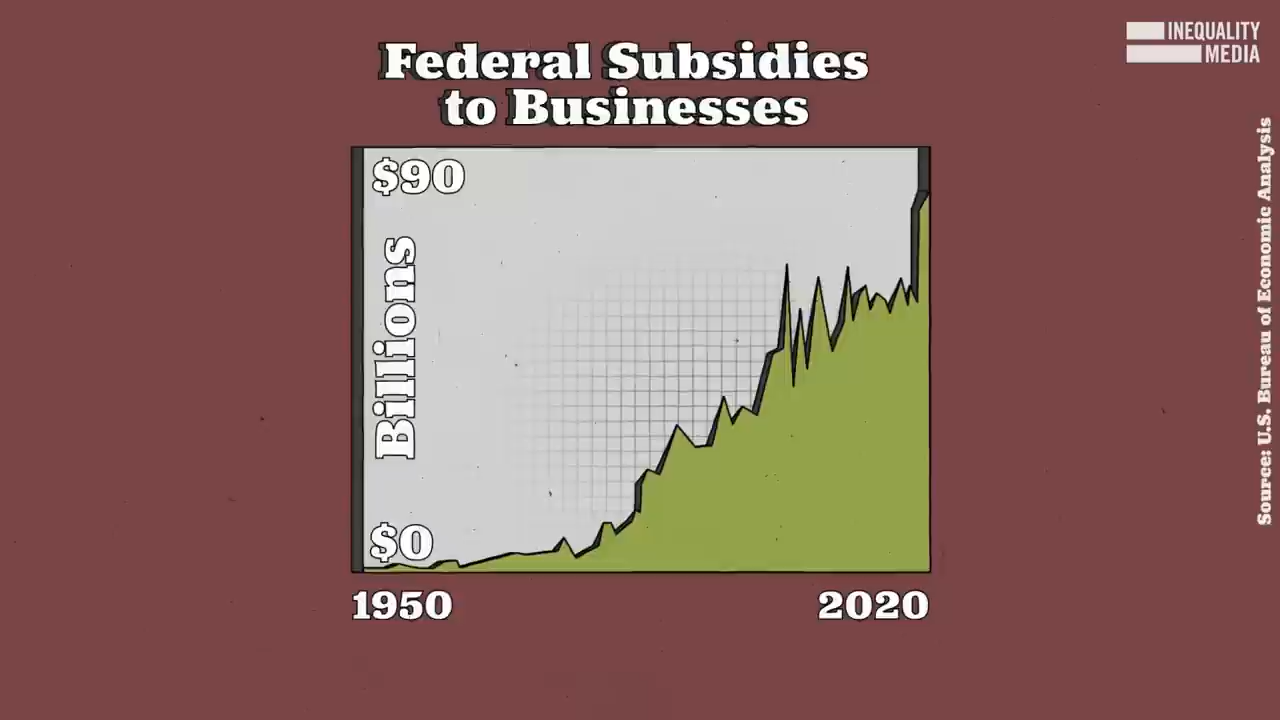 INEQUALITY
MEDIA
Federal Subsidies
to Businesses
$90
Billions
$0
1950
2020
Source: U.S. Bureau of Economic Analysis